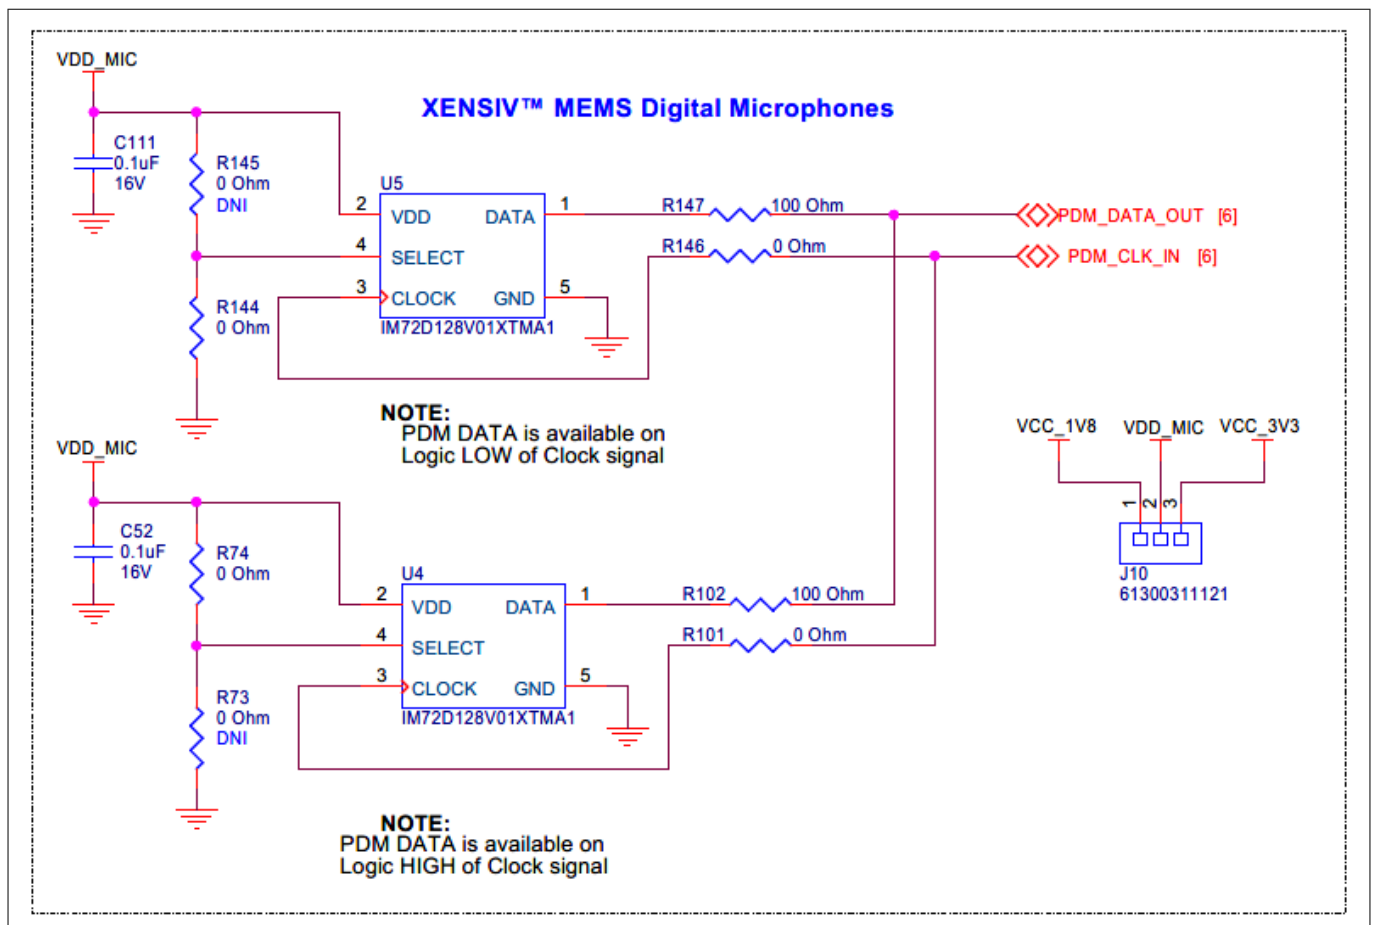 VDD_MIC
XENSIV™ MEMS Digital Microphones
C111
0.1uF
16V
R145
0 Ohm
DNI
U5
2
VDD
DATA
1
R147
100 Ohm
PDM_DATA_OUT [6]
4
SELECT
R146
0 Ohm
PDM_CLK_IN [6]
3
CLOCK
GND
5
IM72D128V01XTMA1
R144
0 Ohm
NOTE:
PDM DATA is available on
Logic LOW of Clock signal
VCC_1V8
VDD_MIC
VCC_3V3
1
2
3
J10
61300311121
VDD_MIC
C52
0.1uF
16V
R74
0 Ohm
U4
2
VDD
DATA
1
R102
100 Ohm
4
SELECT
R101
0 Ohm
3
CLOCK
GND
5
IM72D128V01XTMA1
R73
0 Ohm
DNI
NOTE:
PDM DATA is available on
Logic HIGH of Clock signal